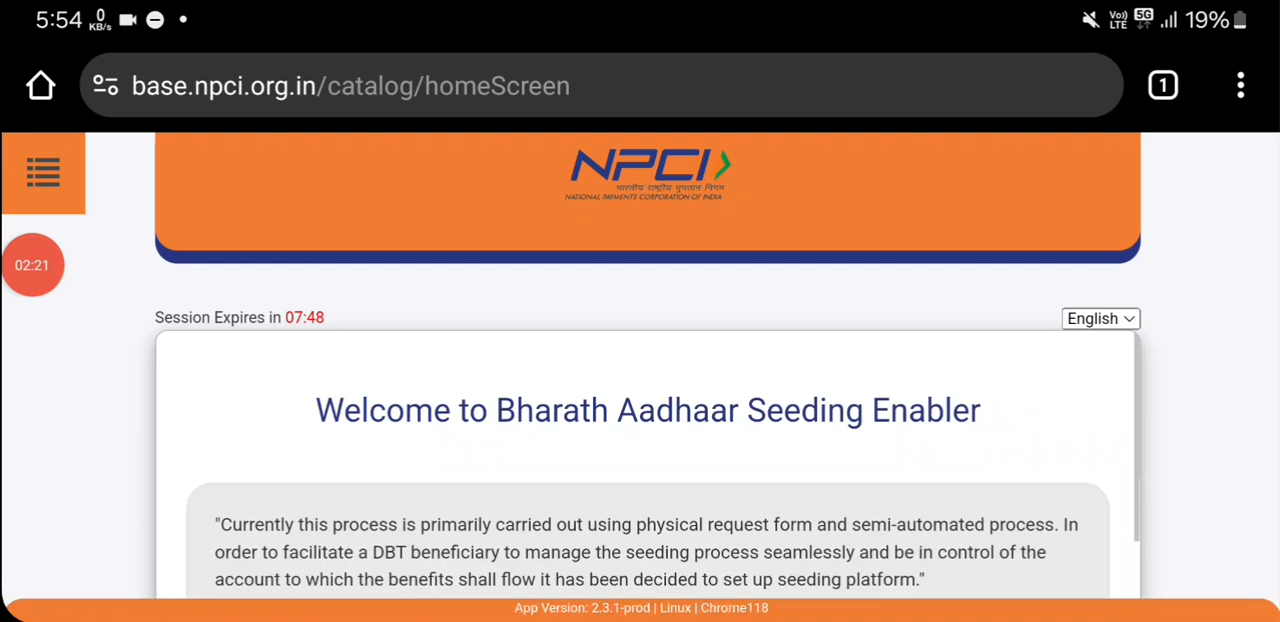 5:54 0 KB/s Vo)) LTE 5G 19%
base.npci.org.in/catalog/homeScreen 1
NPCI
भारतीय राष्ट्रीय भुगतान निगम
NATIONAL PAYMENTS CORPORATION OF INDIA
02:21
Session Expires in 07:48 English
Welcome to Bharath Aadhaar Seeding Enabler
"Currently this process is primarily carried out using physical request form and semi-automated process. In
order to facilitate a DBT beneficiary to manage the seeding process seamlessly and be in control of the
account to which the benefits shall flow it has been decided to set up seeding platform."
App Version: 2.3.1-prod | Linux | Chrome118